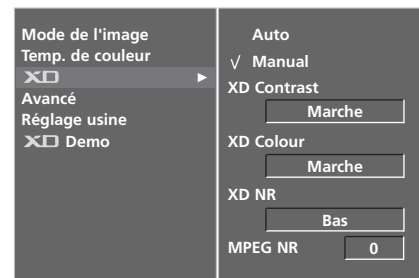 Mode de l'image
Temp. de couleur
XD
Avancé
Réglage usine
XD Demo
Auto
√ Manual
XD Contrast
Marche
XD Colour
Marche
XD NR
Bas
MPEG NR 0